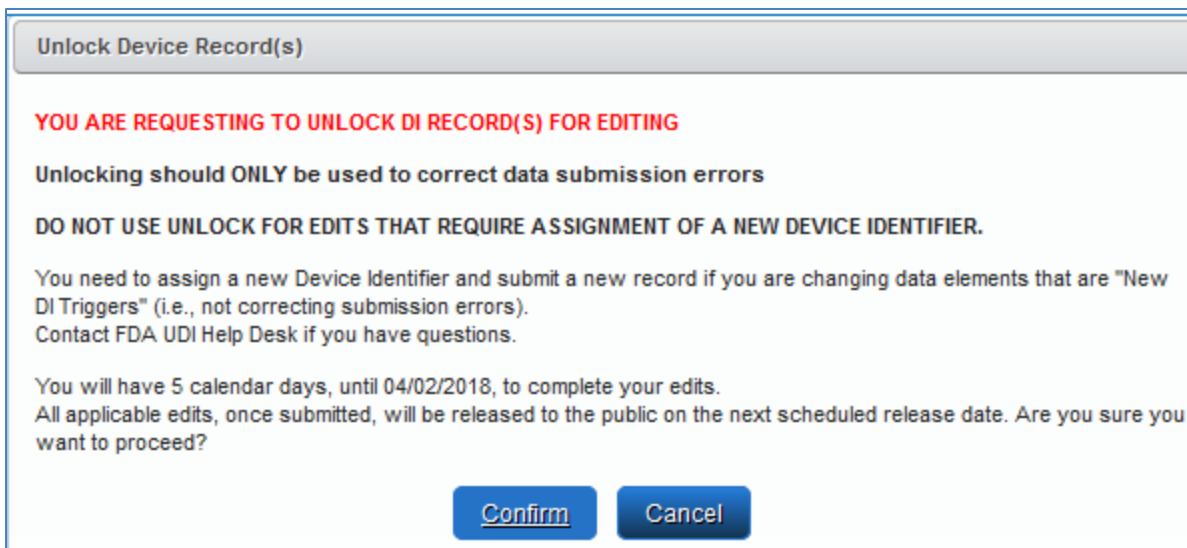 Unlock Device Record(s)
YOU ARE REQUESTING TO UNLOCK DI RECORD(S) FOR EDITING
Unlocking should ONLY be used to correct data submission errors
DO NOT USE UNLOCK FOR EDITS THAT REQUIRE ASSIGNMENT OF A NEW DEVICE IDENTIFIER.
You need to assign a new Device Identifier and submit a new record if you are changing data elements that are "New
DI Triggers" (i.e., not correcting submission errors).
Contact FDA UDI Help Desk if you have questions.
You will have 5 calendar days, until 04/02/2018, to complete your edits.
All applicable edits, once submitted, will be released to the public on the next scheduled release date. Are you sure you
want to proceed?
Confirm Cancel